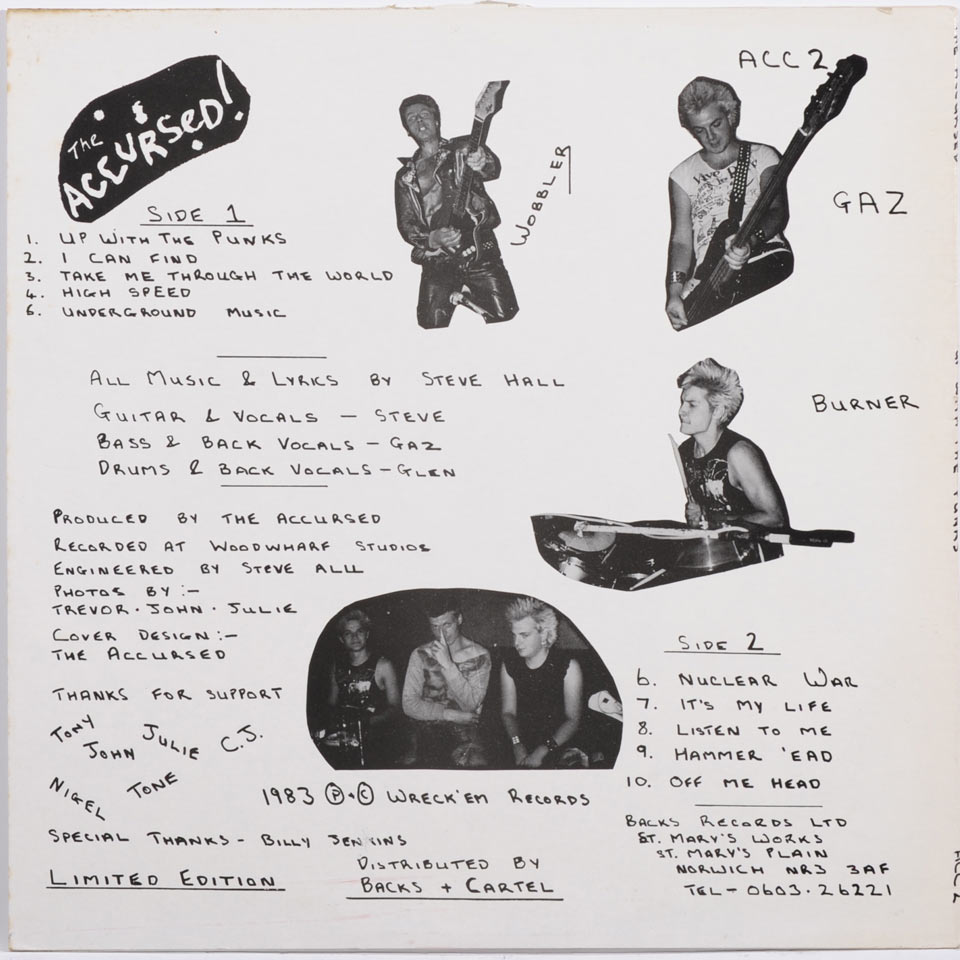 The
ACCURSED!
SIDE 1
1. UP WITH THE PUNKS
2. I CAN FIND
3. TAKE ME THROUGH THE WORLD
4. HIGH SPEED
6. UNDERGROUND MUSIC
WOBBLER
ACC 2
GAZ
BURNER
ALL MUSIC & LYRICS BY STEVE HALL
GUITAR & VOCALS – STEVE
BASS & BACK VOCALS – GAZ
DRUMS & BACK VOCALS – GLEN
PRODUCED BY THE ACCURSED
RECORDED AT WOODWHARF STUDIOS
ENGINEERED BY STEVE ALU
PHOTOS BY :-
TREVOR · JOHN · JULIE
COVER DESIGN :-
THE ACCURSED
THANKS FOR SUPPORT
TONY
JOHN
JULIE
C.J.
NIGEL
TONE
SPECIAL THANKS – BILLY JENKINS
LIMITED EDITION
1983 Ⓟ + © WRECK'EM RECORDS
DISTRIBUTED BY
BACKS + CARTEL
SIDE 2
6. NUCLEAR WAR
7. IT'S MY LIFE
8. LISTEN TO ME
9. HAMMER 'EAD
10. OFF ME HEAD
BACKS RECORDS LTD
ST. MARY'S WORKS
ST. MARY'S PLAIN
NORWICH NR3 3AF
TEL – 0603·26221
ACC2